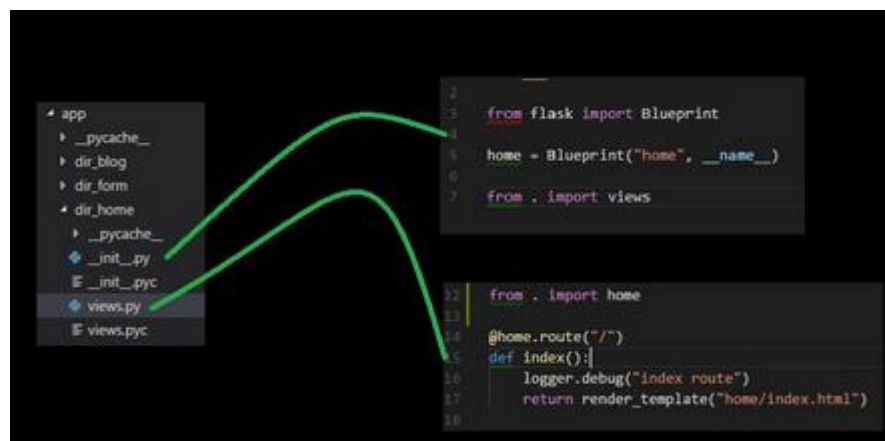 app
__pycache__
dir_blog
dir_form
dir_home
__pycache__
__init__.py
__init__.pyc
views.py
views.pyc
2
3 from flask import Blueprint
4
5 home = Blueprint("home", __name__)
6
7 from . import views
12 from . import home
13
14 @home.route("/")
15 def index():
16 logger.debug("index route")
17 return render_template("home/index.html")
18